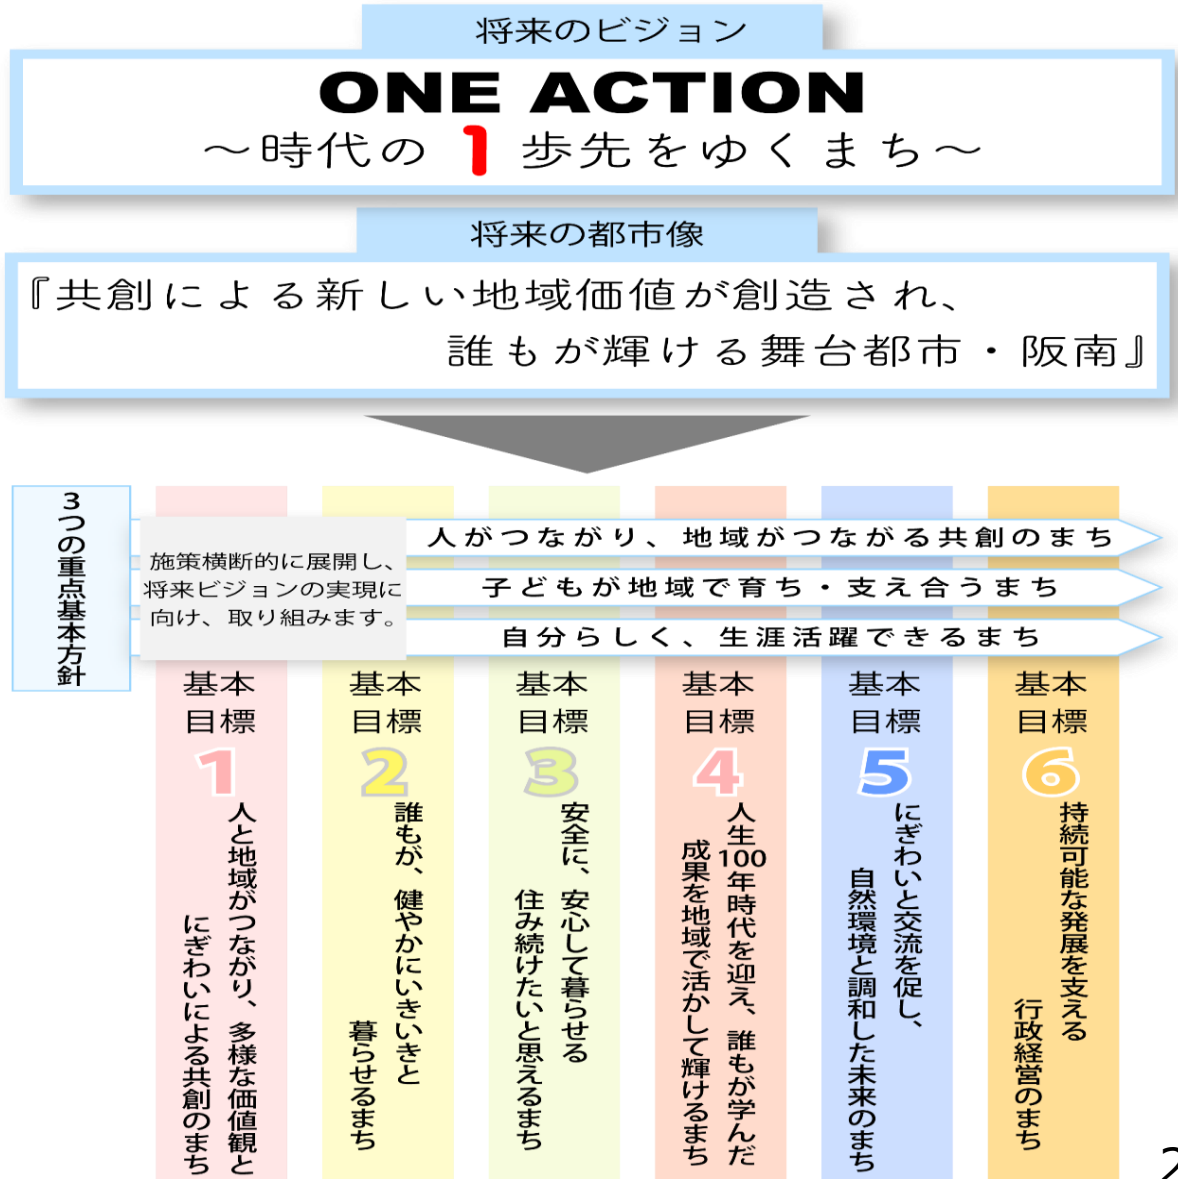 将来のビジョン
ONE ACTION
～時代の1歩先をゆくまち～
将来の都市像
『共創による新しい地域価値が創造され、
誰もが輝ける舞台都市・阪南』
3つの重点基本方針
施策横断的に展開し、
将来ビジョンの実現に
向け、取り組みます。
人がつながり、地域がつながる共創のまち
子どもが地域で育ち・支え合うまち
自分らしく、生涯活躍できるまち
基本
目標
1
人と地域がつながり、多様な価値観と
にぎわいによる共創のまち
基本
目標
2
誰もが、健やかにいきいきと
暮らせるまち
基本
目標
3
安全に、安心して暮らせる
住み続けたいと思えるまち
基本
目標
4
人生100年時代を迎え、誰もが学んだ
成果を地域で活かして輝けるまち
基本
目標
5
にぎわいと交流を促し、
自然環境と調和した未来のまち
基本
目標
6
持続可能な発展を支える
行政経営のまち
2